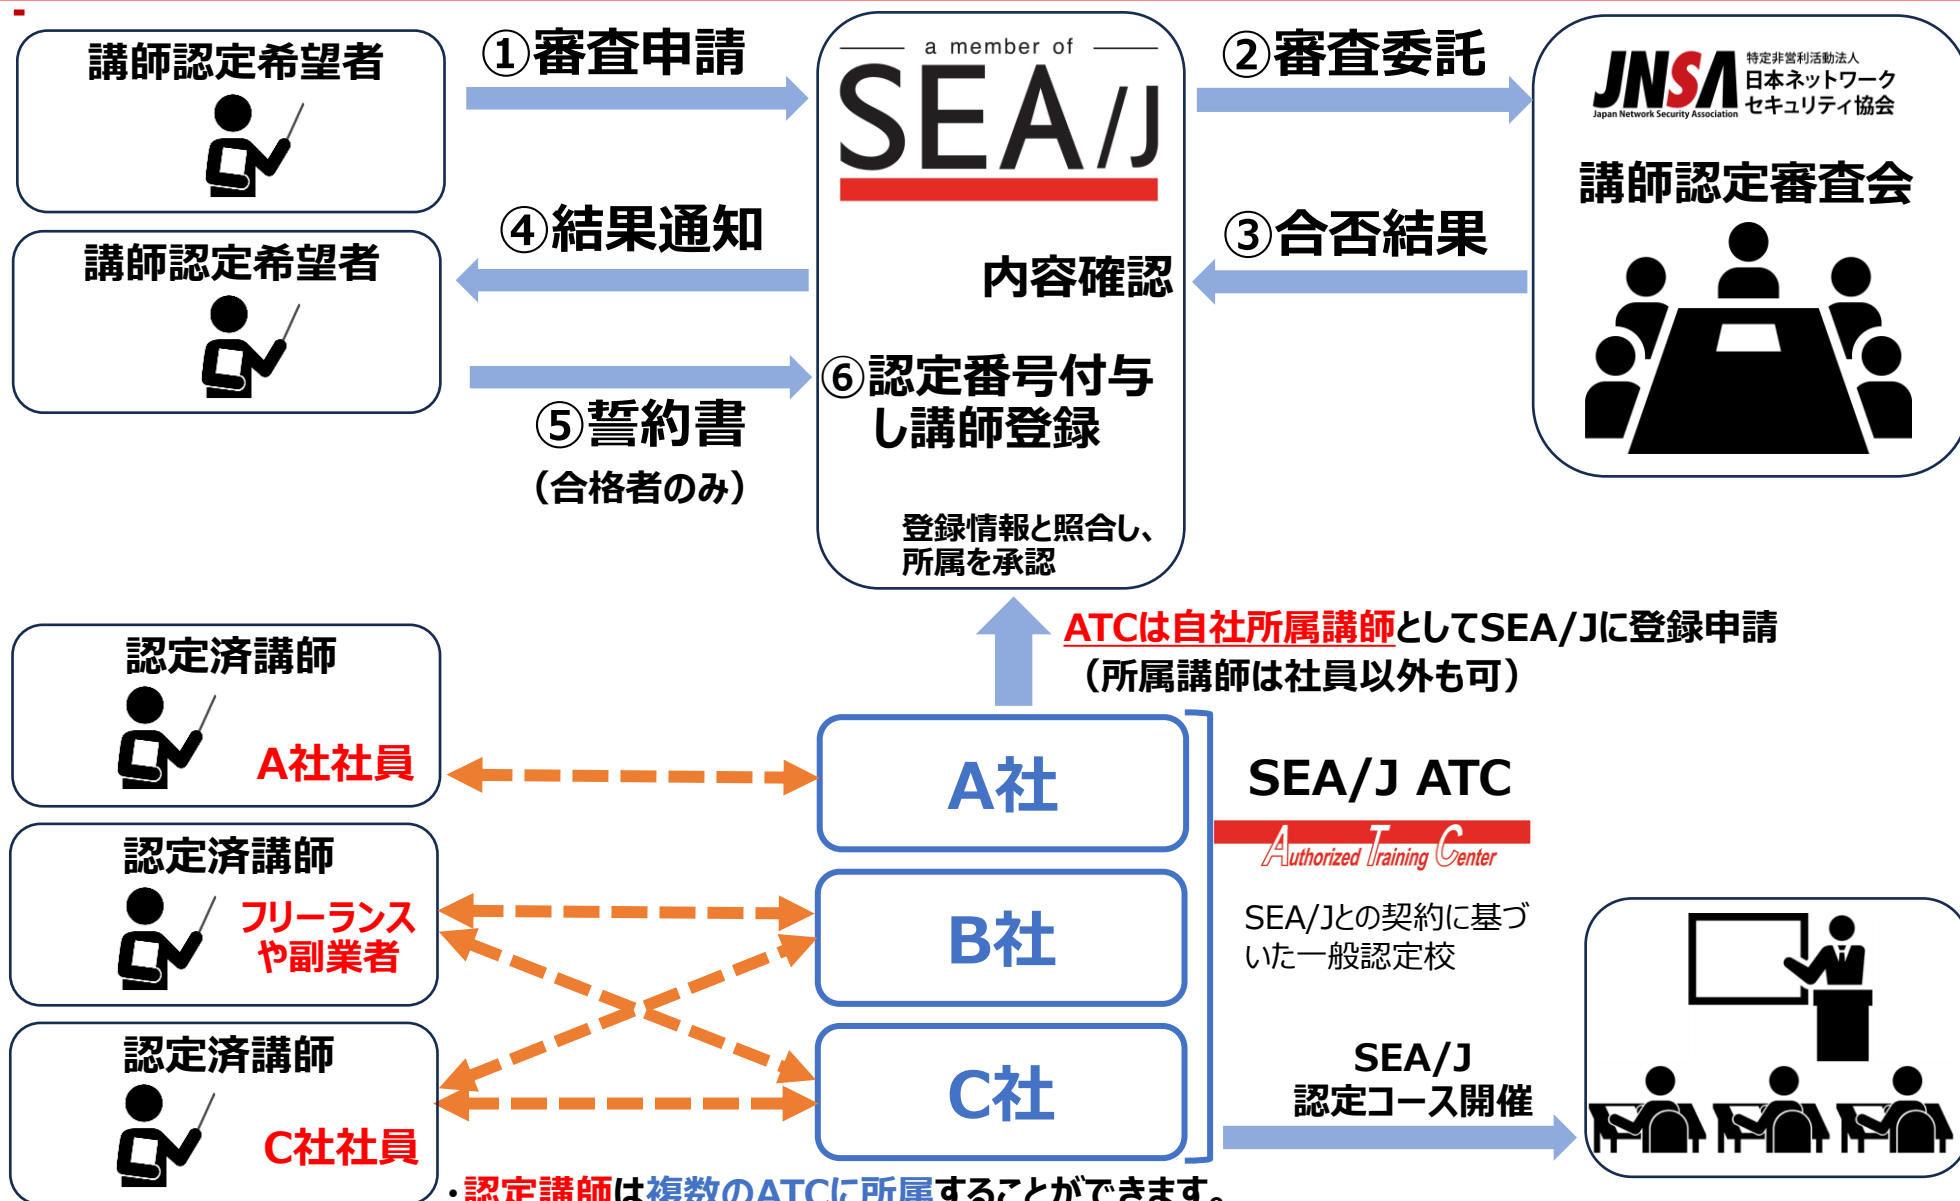 講師認定希望者
①審査申請
a member of
SEA/J
②審査委託
JNSA
Japan Network Security Association
特定非営利活動法人
日本ネットワーク
セキュリティ協会
講師認定審査会
④結果通知
③合否結果
講師認定希望者
内容確認
⑤誓約書
(合格者のみ)
⑥認定番号付与
し講師登録
登録情報と照合し、
所属を承認
ATCは自社所属講師としてSEA/Jに登録申請
(所属講師は社員以外も可)
認定済講師
A社社員
A社
SEA/J ATC
Authorized Training Center
SEA/Jとの契約に基づ
いた一般認定校
認定済講師
フリーランス
や副業者
B社
認定済講師
C社社員
C社
SEA/J
認定コース開催
・認定講師は複数のATCに所属することができます。